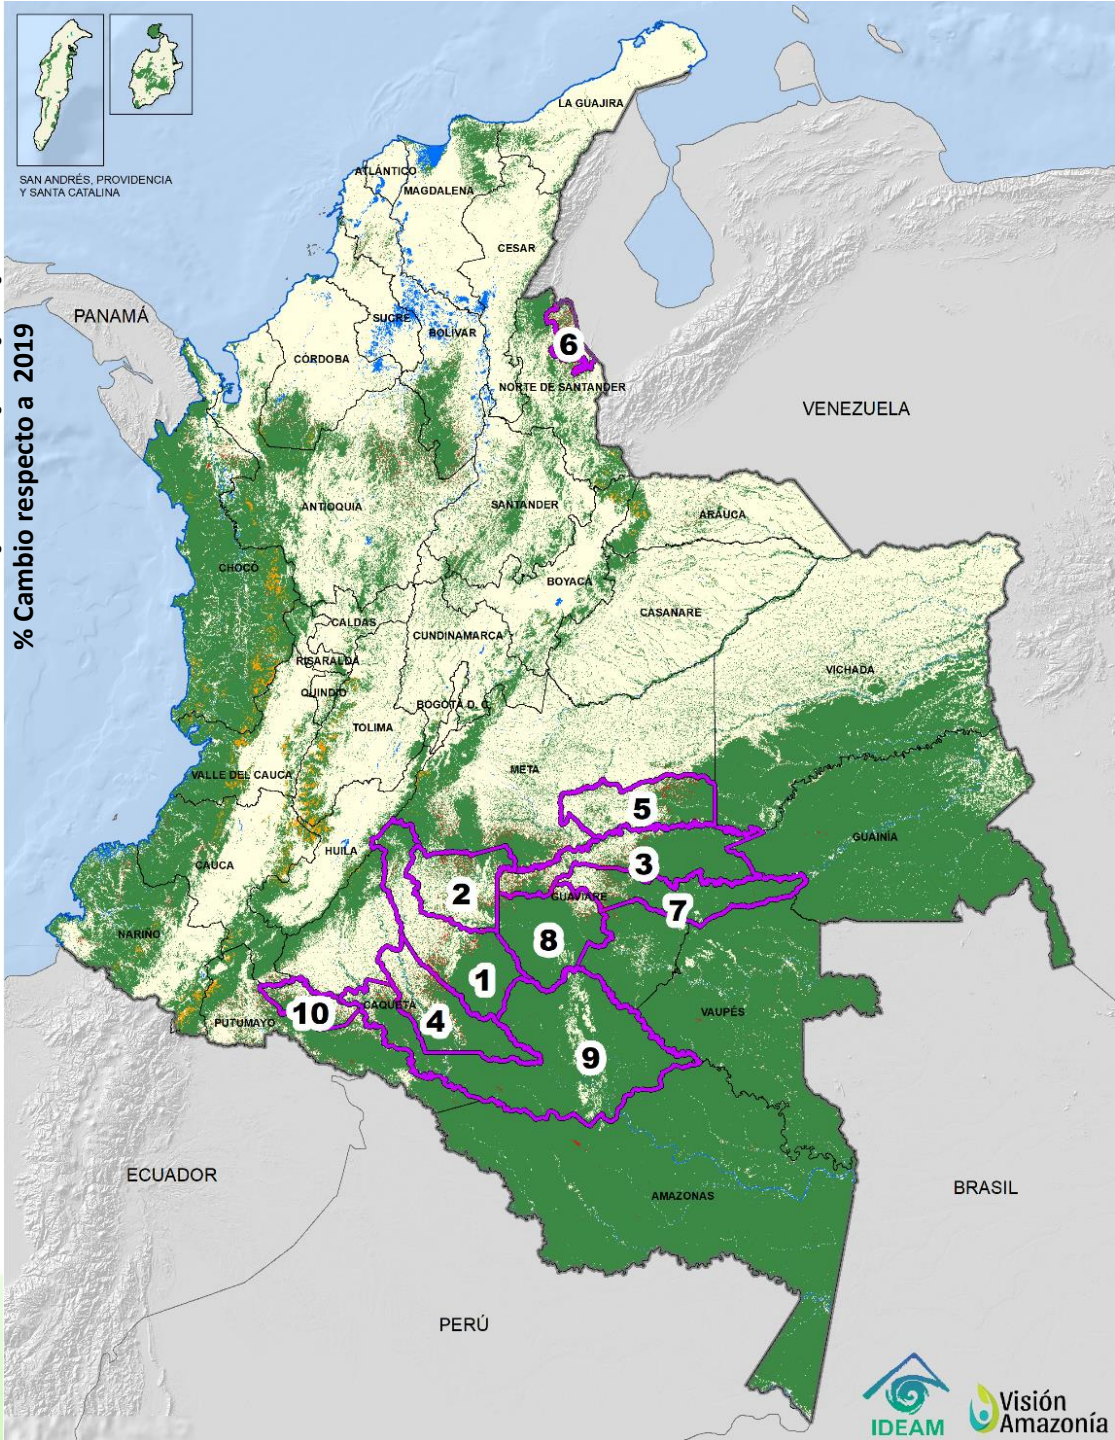 SAN ANDRÉS, PROVIDENCIA
Y SANTA CATALINA
% Cambio respecto a 2019
LA GUAJIRA
ATLÁNTICO
MAGDALENA
CESAR
PANAMÁ
SUCRE
BOLÍVAR
6
CÓRDOBA
NORTE DE SANTANDER
VENEZUELA
ANTIOQUIA
SANTANDER
ARAUCA
CHOCÓ
BOYACÁ
CASANARE
CALDAS
CUNDINAMARCA
RISARALDA
VICHADA
QUINDÍO
BOGOTÁ D. C.
TOLIMA
META
VALLE DEL CAUCA
5
GUAINÍA
HUILA
CAUCA
3
2
GUAVIARE
7
NARIÑO
8
1
CAQUETÁ
10
PUTUMAYO
4
VAUPÉS
9
ECUADOR
BRASIL
AMAZONAS
PERÚ
IDEAM
Visión
Amazonía